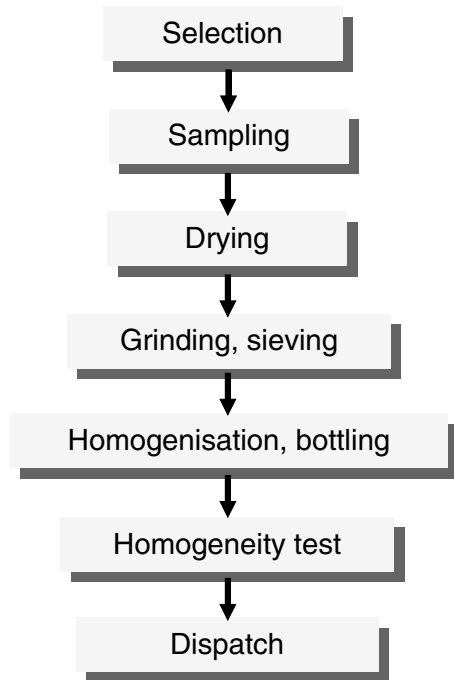 Selection
Sampling
Drying
Grinding, sieving
Homogenisation, bottling
Homogeneity test
Dispatch